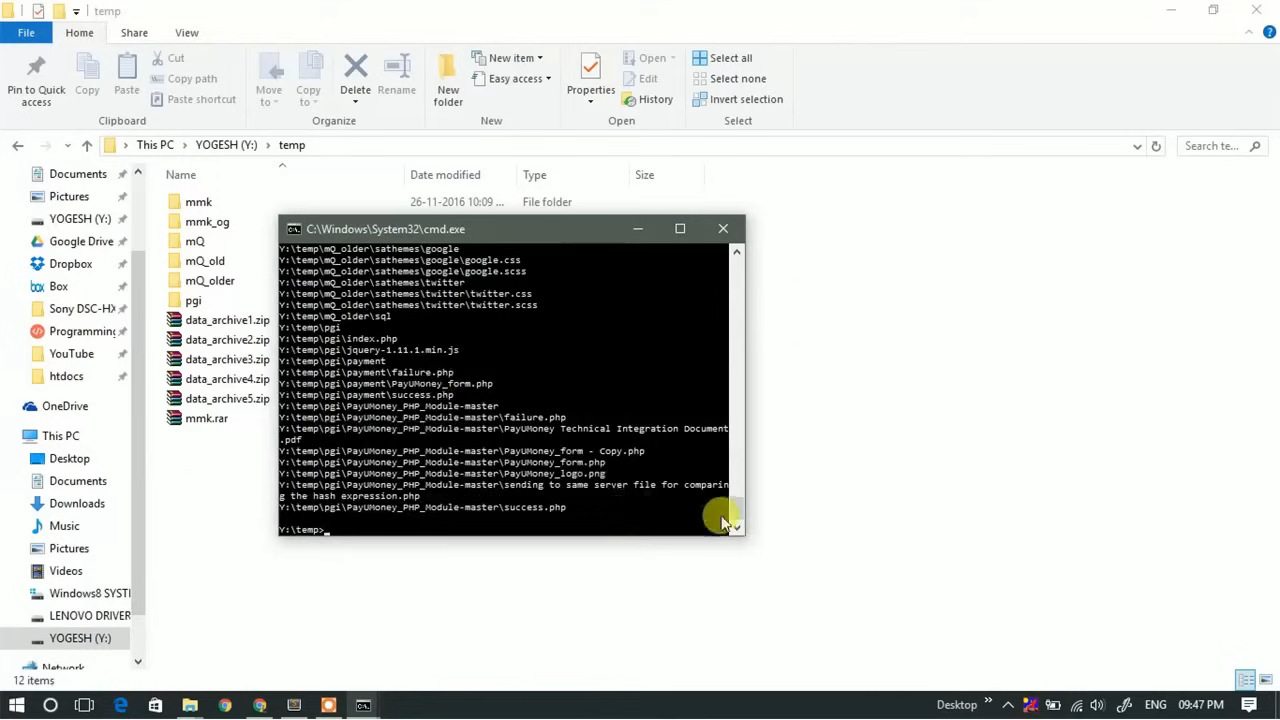 temp
File
Home
Share
View
Pin to Quick access
Copy
Paste
Cut
Copy path
Paste shortcut
Clipboard
Move to
Copy to
Delete
Rename
Organize
New folder
New item
Easy access
New
Properties
Open
Edit
History
Open
Select all
Select none
Invert selection
Select
This PC
YOGESH (Y:)
temp
Search te...
Name
Date modified
Type
Size
Documents
Pictures
YOGESH (Y:)
Google Drive
Dropbox
Box
Sony DSC-HX
Programming
YouTube
htdocs
OneDrive
This PC
Desktop
Documents
Downloads
Music
Pictures
Videos
Windows8 SYST
LENOVO DRIVER
YOGESH (Y:)
Network
mmk
26-11-2016 10:09 ...
File folder
mmk_og
mQ
mQ_old
mQ_older
pgi
data_archive1.zip
data_archive2.zip
data_archive3.zip
data_archive4.zip
data_archive5.zip
mmk.rar
C:\Windows\System32\cmd.exe
Y:\temp\mQ_older\sathemes\google
Y:\temp\mQ_older\sathemes\google\google.css
Y:\temp\mQ_older\sathemes\google\google.scss
Y:\temp\mQ_older\sathemes\twitter
Y:\temp\mQ_older\sathemes\twitter\twitter.css
Y:\temp\mQ_older\sathemes\twitter\twitter.scss
Y:\temp\mQ_older\sql
Y:\temp\pgi
Y:\temp\pgi\index.php
Y:\temp\pgi\jquery-1.11.1.min.js
Y:\temp\pgi\payment
Y:\temp\pgi\payment\failure.php
Y:\temp\pgi\payment\PayUMoney_form.php
Y:\temp\pgi\payment\success.php
Y:\temp\pgi\PayUMoney_PHP_Module-master
Y:\temp\pgi\PayUMoney_PHP_Module-master\failure.php
Y:\temp\pgi\PayUMoney_PHP_Module-master\PayUMoney Technical Integration Document
.pdf
Y:\temp\pgi\PayUMoney_PHP_Module-master\PayUMoney_form - Copy.php
Y:\temp\pgi\PayUMoney_PHP_Module-master\PayUMoney_form.php
Y:\temp\pgi\PayUMoney_PHP_Module-master\PayUMoney_logo.png
Y:\temp\pgi\PayUMoney_PHP_Module-master\sending to same server file for comparin
g the hash expression.php
Y:\temp\pgi\PayUMoney_PHP_Module-master\success.php
Y:\temp>
12 items
Desktop
ENG
09:47 PM